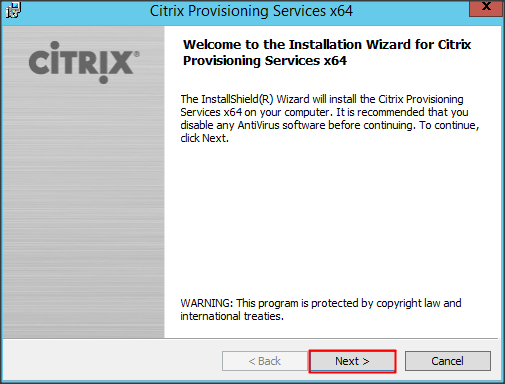 Citrix Provisioning Services x64
X
CİTRİX®
Welcome to the Installation Wizard for Citrix
Provisioning Services x64
The InstallShield(R) Wizard will install the Citrix Provisioning
Services x64 on your computer. It is recommended that you
disable any AntiVirus software before continuing. To continue,
click Next.
WARNING: This program is protected by copyright law and
international treaties.
< Back
Next >
Cancel